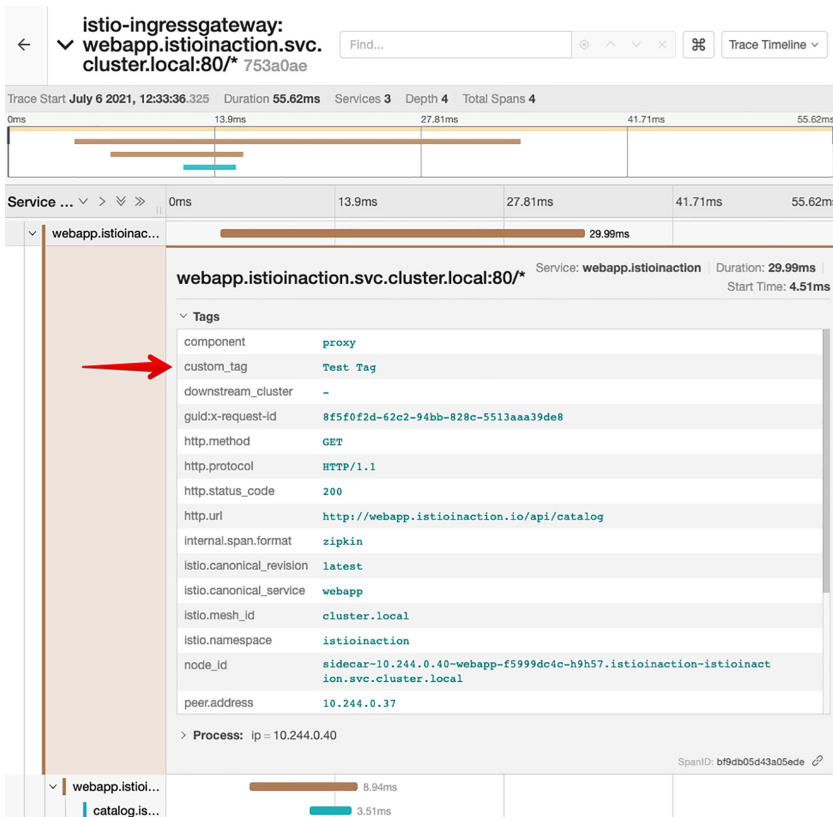 istio-ingressgateway:
webapp.istioinaction.svc.
cluster.local:80/* 753a0ae
Find...
⌘
Trace Timeline
Trace Start July 6 2021, 12:33:36.325 Duration 55.62ms Services 3 Depth 4 Total Spans 4
0ms 13.9ms 27.81ms 41.71ms 55.62ms
Service ... 0ms 13.9ms 27.81ms 41.71ms 55.62ms
webapp.istioinac... 29.99ms
webapp.istioinaction.svc.cluster.local:80/* Service: webapp.istioinaction Duration: 29.99ms
Start Time: 4.51ms
Tags
component proxy
custom_tag Test Tag
downstream_cluster -
guid:x-request-id 8f5f0f2d-62c2-94bb-828c-5513aaa39de8
http.method GET
http.protocol HTTP/1.1
http.status_code 200
http.url http://webapp.istioinaction.io/api/catalog
internal.span.format zipkin
istio.canonical_revision latest
istio.canonical_service webapp
istio.mesh_id cluster.local
istio.namespace istioinaction
node_id sidecar~10.244.0.40~webapp-f5999dc4c-h9h57.istioinaction~istioinact
ion.svc.cluster.local
peer.address 10.244.0.37
Process: ip = 10.244.0.40
SpanID: bf9db05d43a05ede
webapp.istioi... 8.94ms
catalog.is... 3.51ms